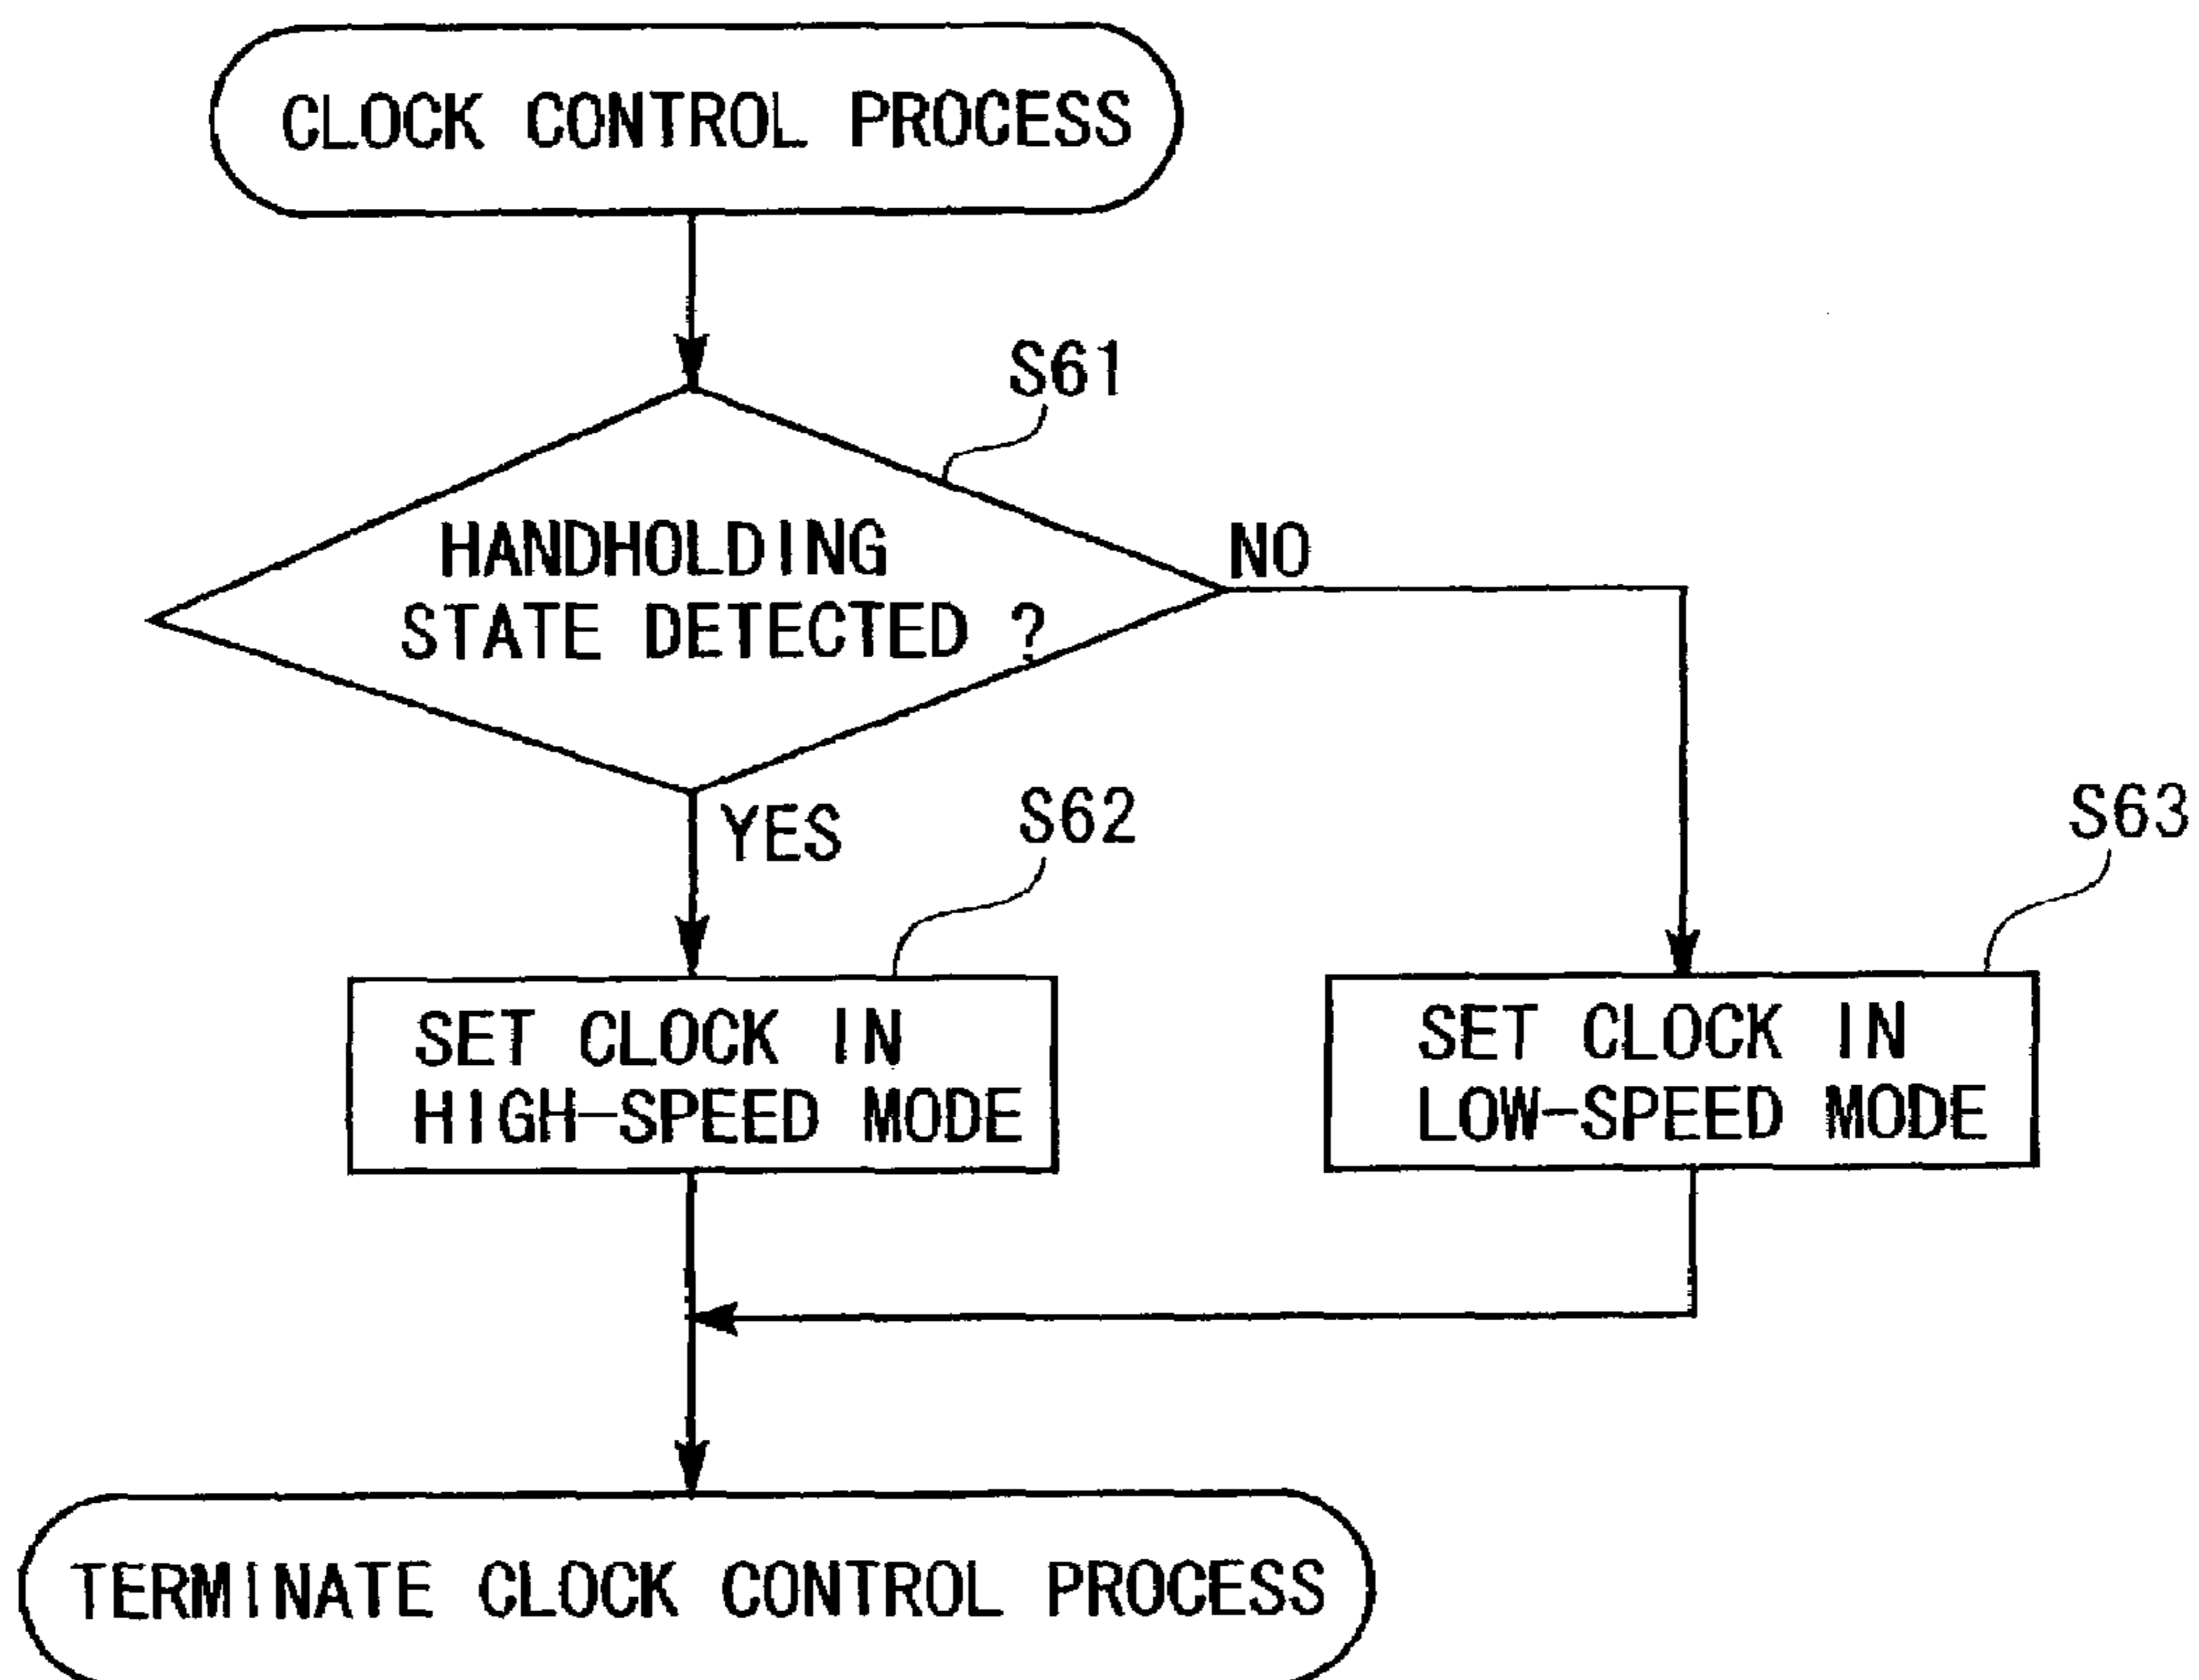 CLOCK CONTROL PROCESS
S61
HANDHOLDING
STATE DETECTED ?
NO
YES
S62
S63
SET CLOCK IN
HIGH-SPEED MODE
SET CLOCK IN
LOW-SPEED MODE
TERMINATE CLOCK CONTROL PROCESS